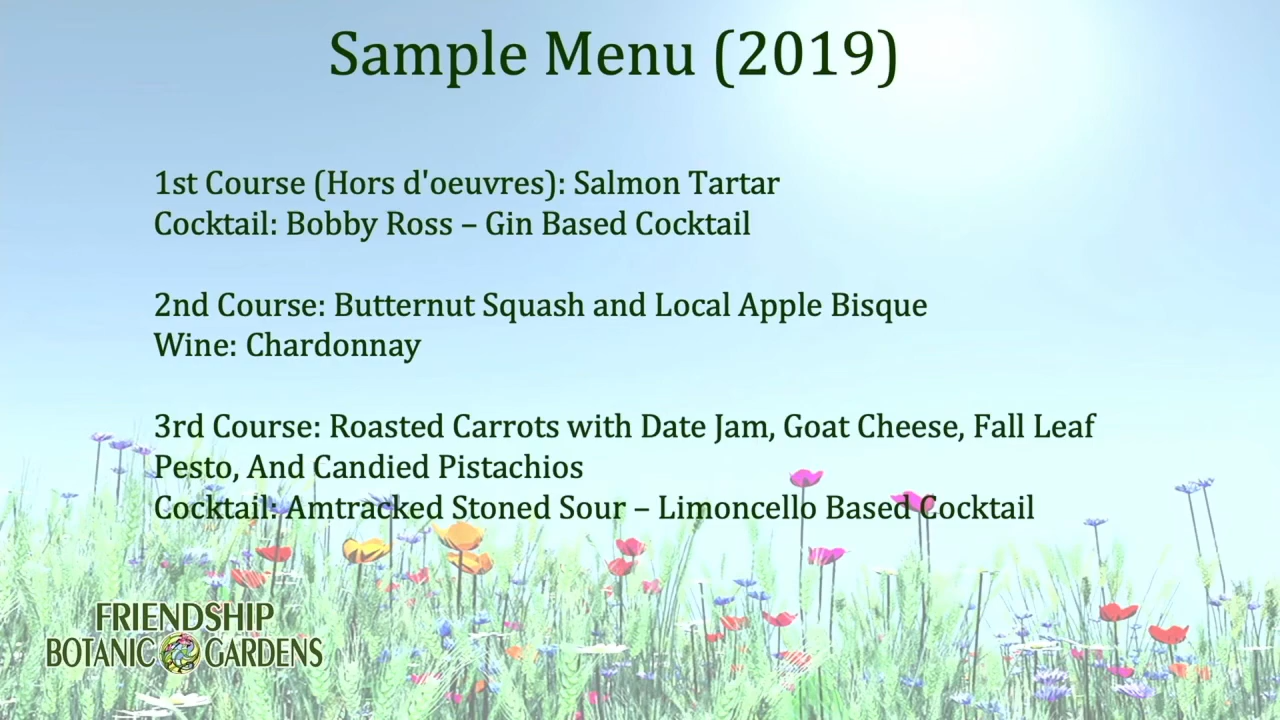 Sample Menu (2019)
1st Course (Hors d'oeuvres): Salmon Tartar
Cocktail: Bobby Ross – Gin Based Cocktail
2nd Course: Butternut Squash and Local Apple Bisque
Wine: Chardonnay
3rd Course: Roasted Carrots with Date Jam, Goat Cheese, Fall Leaf
Pesto, And Candied Pistachios
Cocktail: Amtracked Stoned Sour – Limoncello Based Cocktail
FRIENDSHIP
BOTANIC GARDENS